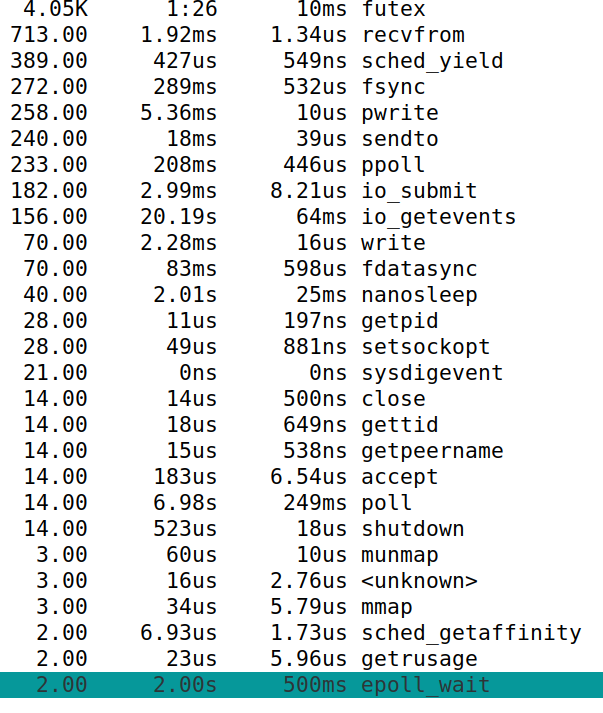 4.05K 1:26 10ms futex
713.00 1.92ms 1.34us recvfrom
389.00 427us 549ns sched_yield
272.00 289ms 532us fsync
258.00 5.36ms 10us pwrite
240.00 18ms 39us sendto
233.00 208ms 446us ppoll
182.00 2.99ms 8.21us io_submit
156.00 20.19s 64ms io_getevents
70.00 2.28ms 16us write
70.00 83ms 598us fdatasync
40.00 2.01s 25ms nanosleep
28.00 11us 197ns getpid
28.00 49us 881ns setsockopt
21.00 0ns 0ns sysdigevent
14.00 14us 500ns close
14.00 18us 649ns gettid
14.00 15us 538ns getpeername
14.00 183us 6.54us accept
14.00 6.98s 249ms poll
14.00 523us 18us shutdown
3.00 60us 10us munmap
3.00 16us 2.76us <unknown>
3.00 34us 5.79us mmap
2.00 6.93us 1.73us sched_getaffinity
2.00 23us 5.96us getrusage
2.00 2.00s 500ms epoll_wait